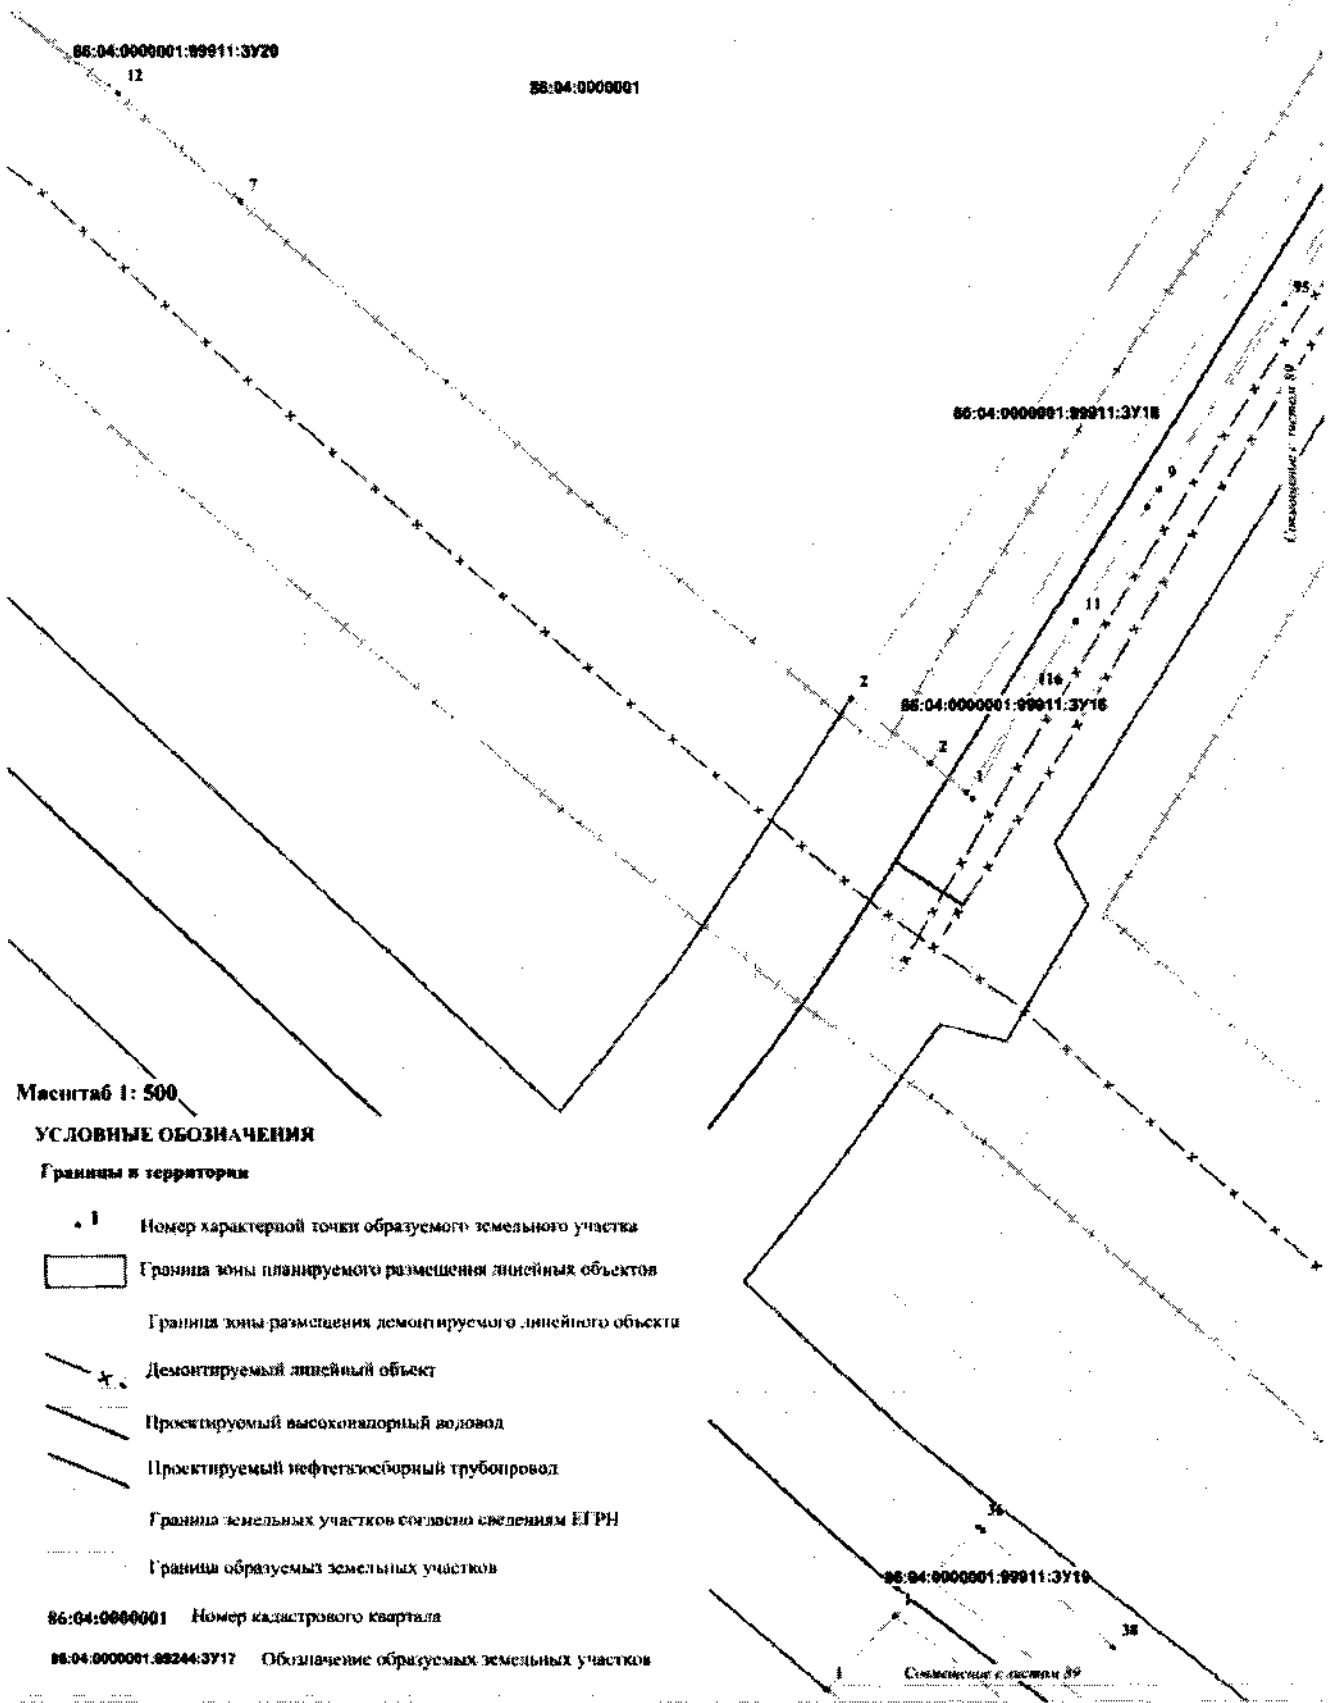 86:04:0000001:99911:ЗУ20
12
86:04:0000001
7
95
Совмещение с листом 89
86:04:0000001:99911:ЗУ18
9
11
116
2
86:04:0000001:99911:ЗУ16
2
1
Масштаб 1: 500
УСЛОВНЫЕ ОБОЗНАЧЕНИЯ
Границы и территории
1 Номер характерной точки образуемого земельного участка
Граница зоны планируемого размещения линейных объектов
Граница зоны размещения демонтируемого линейного объекта
Демонтируемый линейный объект
Проектируемый высоконапорный водовод
Проектируемый нефтегазосборный трубопровод
Граница земельных участков согласно сведениям ЕГРН
Граница образуемых земельных участков
86:04:0000001 Номер кадастрового квартала
86:04:0000001:99244:ЗУ17 Обозначение образуемых земельных участков
36
86:04:0000001:99911:ЗУ19
38
1
Совмещение с листом 89